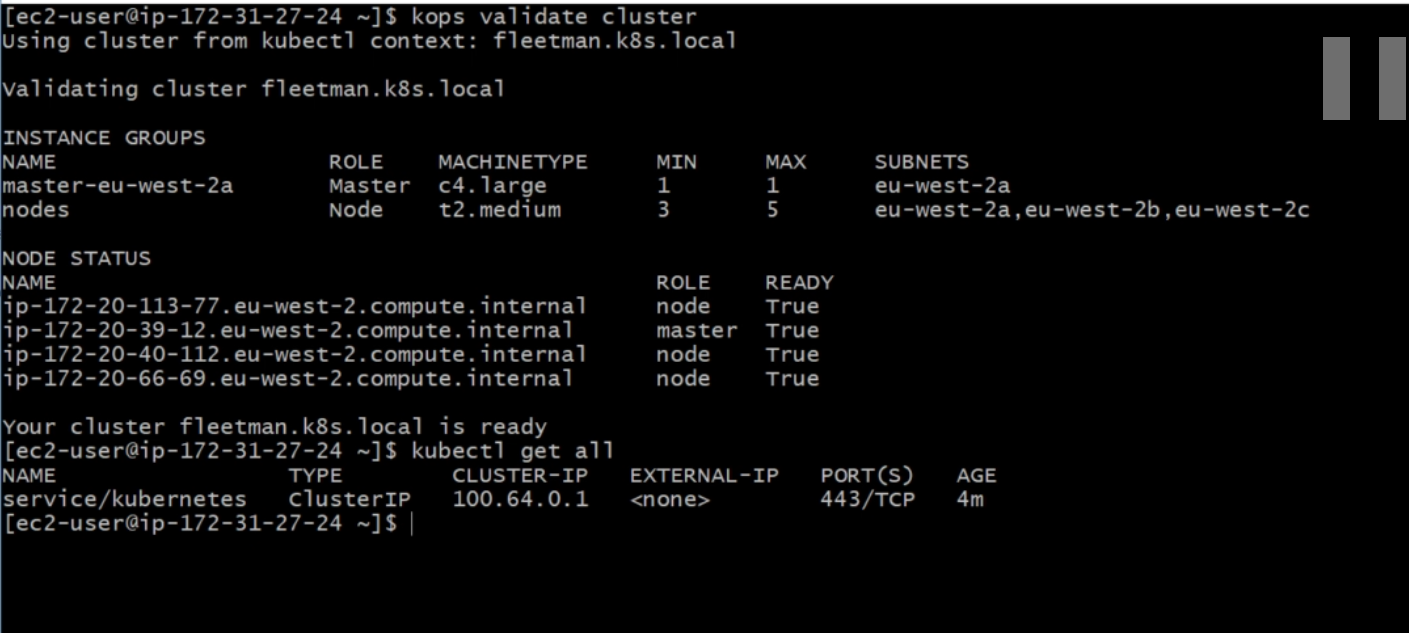 [ec2-user@ip-172-31-27-24 ~]$ kops validate cluster
Using cluster from kubectl context: fleetman.k8s.local
Validating cluster fleetman.k8s.local
INSTANCE GROUPS
NAME ROLE MACHINETYPE MIN MAX SUBNETS
master-eu-west-2a Master c4.large 1 1 eu-west-2a
nodes Node t2.medium 3 5 eu-west-2a,eu-west-2b,eu-west-2c
NODE STATUS
NAME ROLE READY
ip-172-20-113-77.eu-west-2.compute.internal node True
ip-172-20-39-12.eu-west-2.compute.internal master True
ip-172-20-40-112.eu-west-2.compute.internal node True
ip-172-20-66-69.eu-west-2.compute.internal node True
Your cluster fleetman.k8s.local is ready
[ec2-user@ip-172-31-27-24 ~]$ kubectl get all
NAME TYPE CLUSTER-IP EXTERNAL-IP PORT(S) AGE
service/kubernetes ClusterIP 100.64.0.1 <none> 443/TCP 4m
[ec2-user@ip-172-31-27-24 ~]$